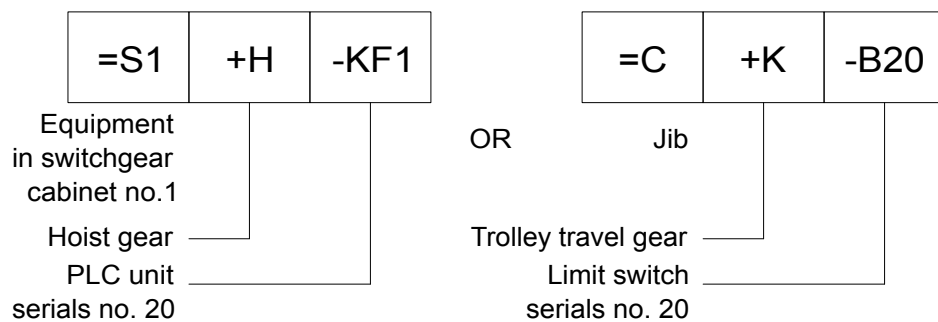 =S1 +H -KF1
Equipment
in switchgear
cabinet no.1
Hoist gear
PLC unit
serials no. 20
OR
=C +K -B20
Jib
Trolley travel gear
Limit switch
serials no. 20